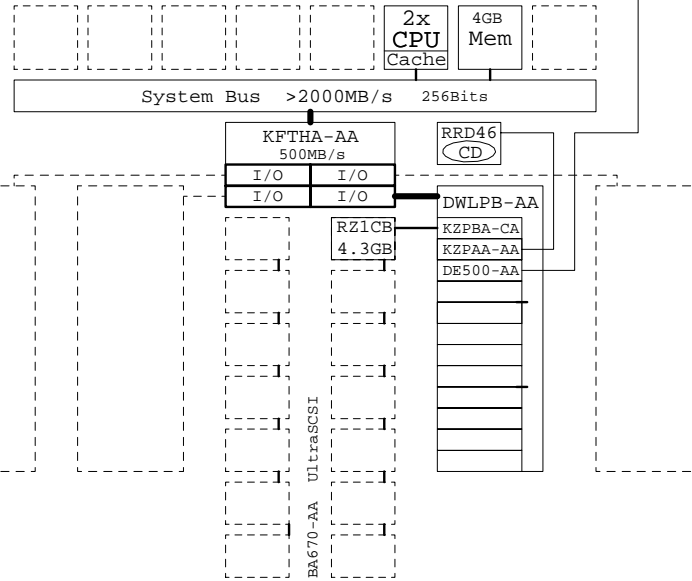 2x
CPU
Cache
4GB
Mem
System Bus >2000MB/s 256Bits
KFTHA-AA
500MB/s
I/O I/O
I/O I/O
RRD46
CD
DWLPB-AA
KZPBA-CA
KZPAA-AA
DE500-AA
RZ1CB
4.3GB
BA670-AA UltraSCSI